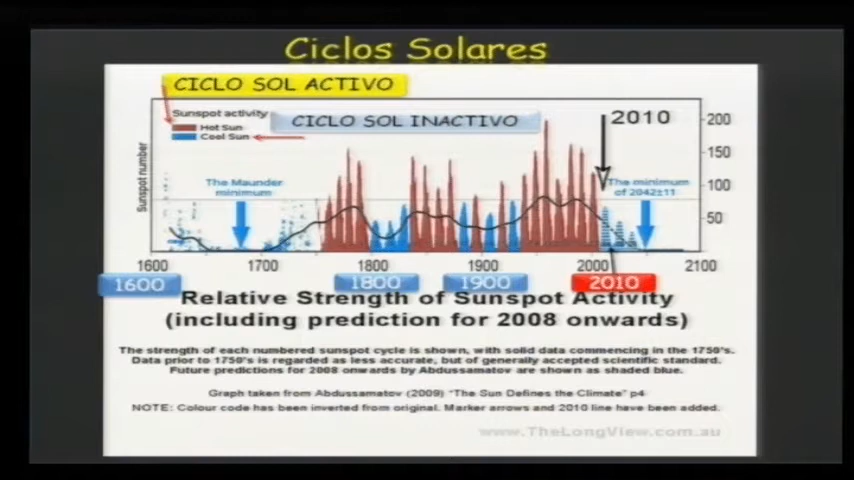 Ciclos Solares
CICLO SOL ACTIVO
Sunspot activity
Hot Sun
Cool Sun
CICLO SOL INACTIVO
2010
Sunspot number
The Maunder
minimum
The minimum
of 2042±11
200
150
100
50
1600 1700 1800 1900 2000 2100
1600 1800 1900 2010
Relative Strength of Sunspot Activity
(including prediction for 2008 onwards)
The strength of each numbered sunspot cycle is shown, with solid data commencing in the 1750's.
Data prior to 1750's is regarded as less accurate, but of generally accepted scientific standard.
Future predictions for 2008 onwards by Abdussamatov are shown as shaded blue.
Graph taken from Abdussamatov (2009) "The Sun Defines the Climate" p4
NOTE: Colour code has been inverted from original. Marker arrows and 2010 line have been added.
www.TheLongView.com.au